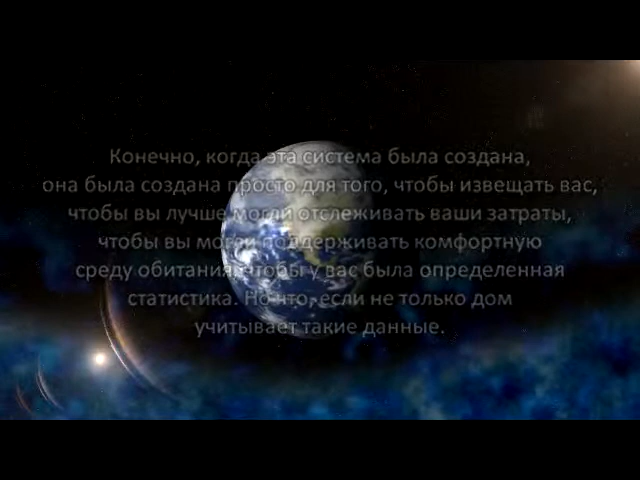 Конечно, когда эта система была создана,
она была создана просто для того, чтобы извещать вас,
чтобы вы лучше могли отслеживать ваши затраты,
чтобы вы могли поддерживать комфортную
среду обитания, чтобы у вас была определенная
статистика. Но что, если не только дом
учитывает такие данные.